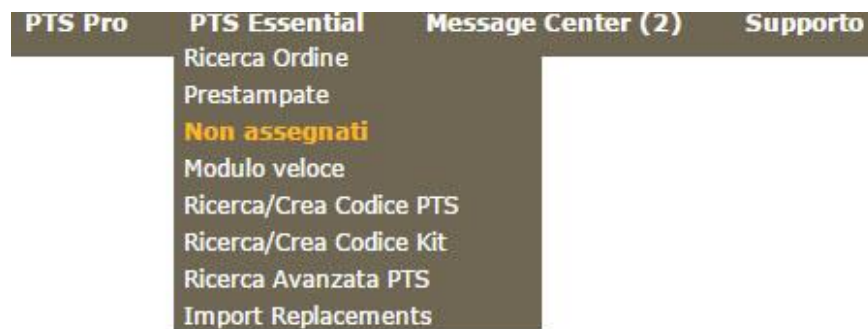 PTS Pro PTS Essential Message Center (2) Supporto
Ricerca Ordine
Prestampate
Non assegnati
Modulo veloce
Ricerca/Crea Codice PTS
Ricerca/Crea Codice Kit
Ricerca Avanzata PTS
Import Replacements